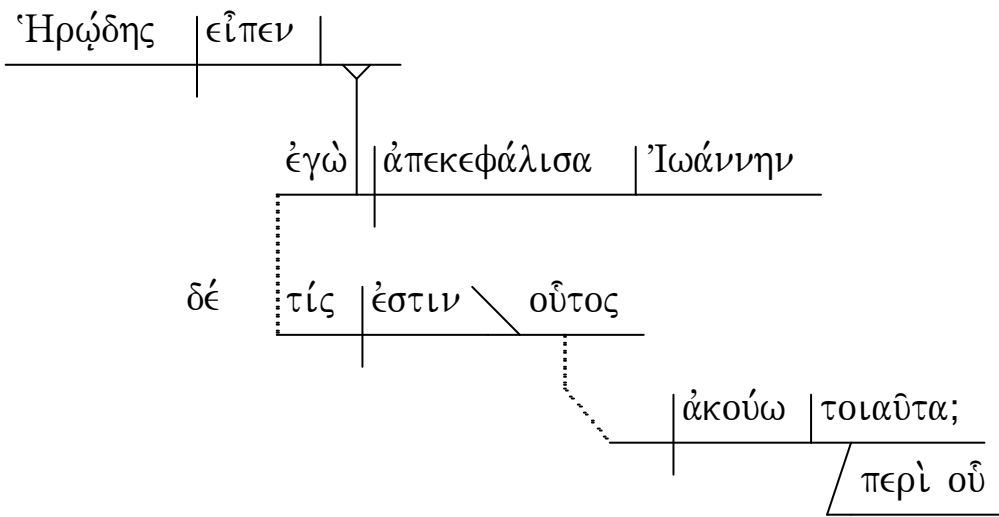 Ἡρῴδης εἶπεν
ἐγὼ ἀπεκεφάλισα Ἰωάννην
δέ τίς ἐστιν οὗτος
ἀκούω τοιαῦτα;
περὶ οὗ